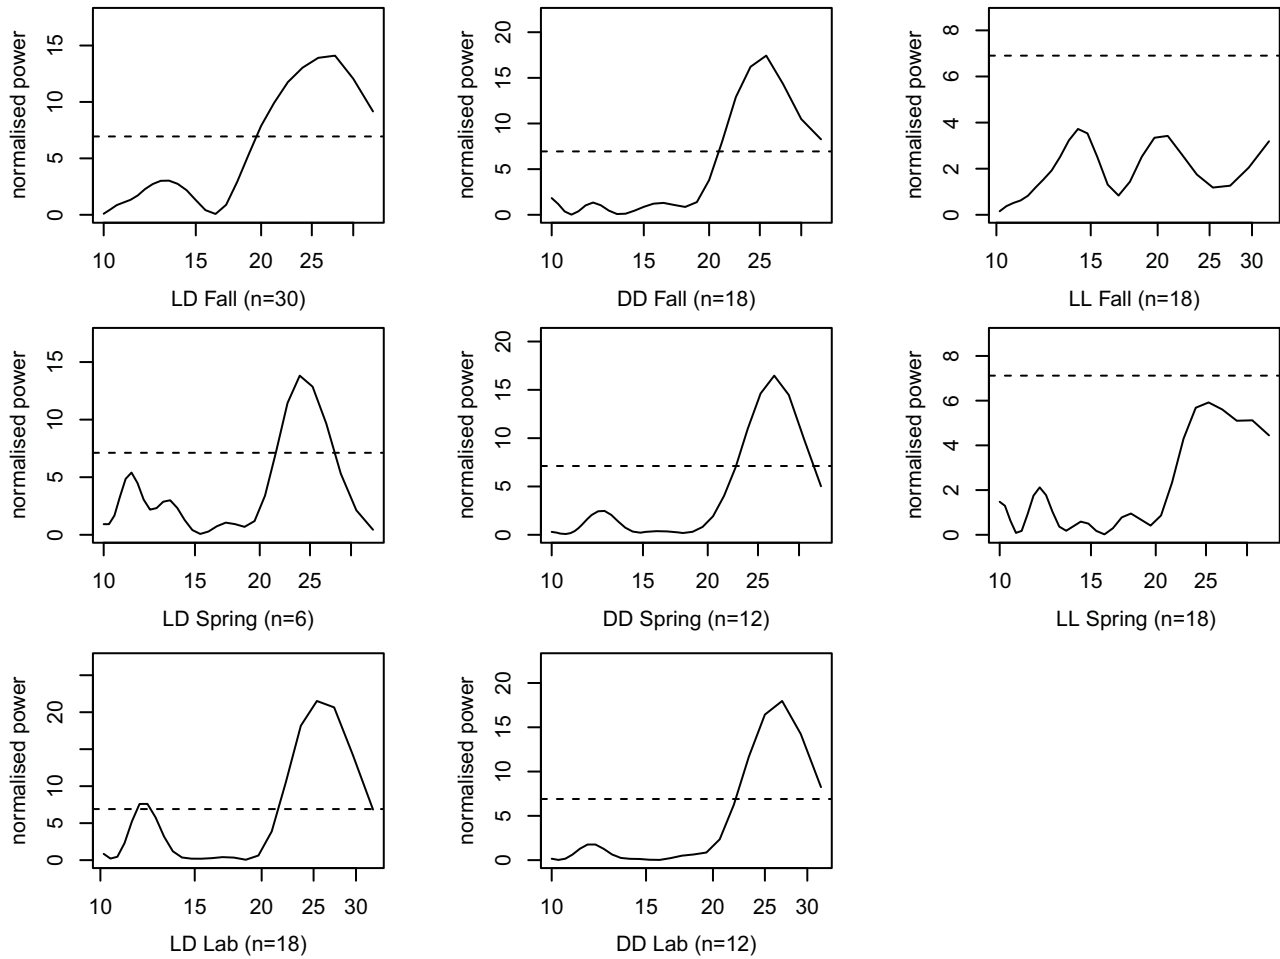 normalised power
0 5 10 15
10 15 20 25
LD Fall (n=30)
normalised power
0 5 10 15 20
10 15 20 25
DD Fall (n=18)
normalised power
0 2 4 6 8
10 15 20 25 30
LL Fall (n=18)
normalised power
0 5 10 15
10 15 20 25
LD Spring (n=6)
normalised power
0 5 10 15 20
10 15 20 25
DD Spring (n=12)
normalised power
0 2 4 6 8
10 15 20 25
LL Spring (n=18)
normalised power
0 5 10 20
10 15 20 25 30
LD Lab (n=18)
normalised power
0 5 10 15 20
10 15 20 25 30
DD Lab (n=12)